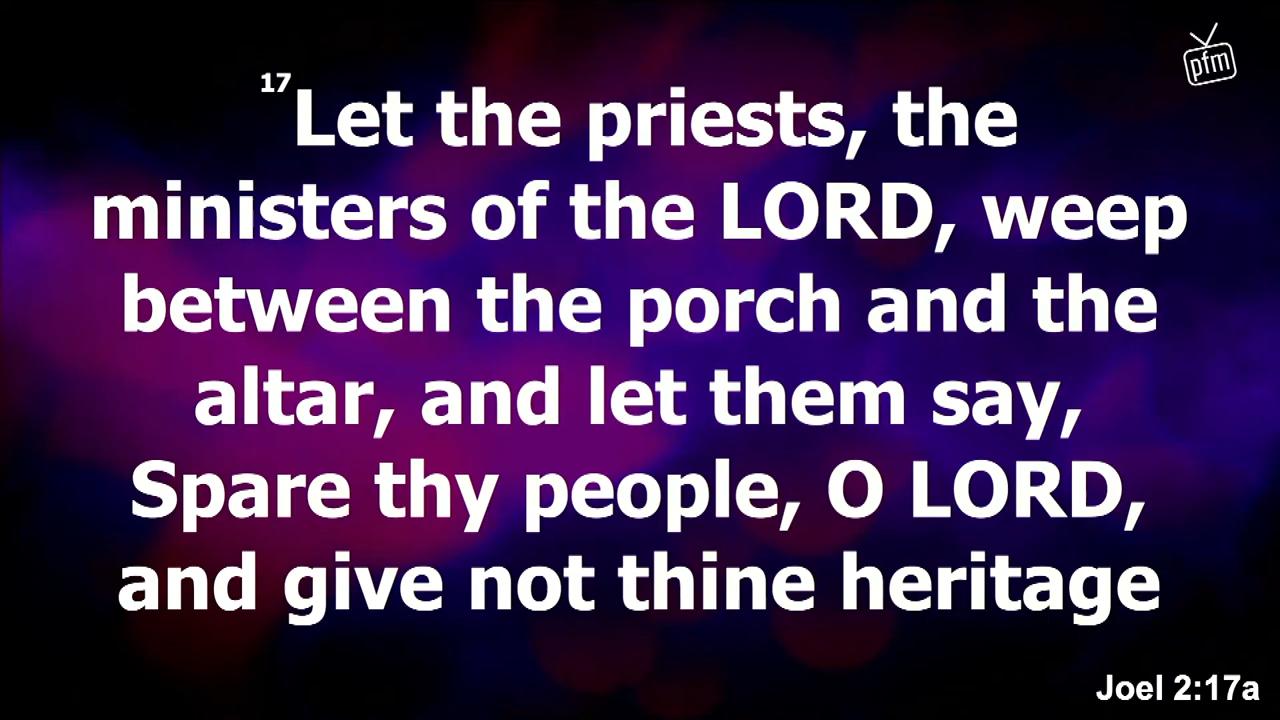 pfm
17Let the priests, the
ministers of the LORD, weep
between the porch and the
altar, and let them say,
Spare thy people, O LORD,
and give not thine heritage
Joel 2:17a